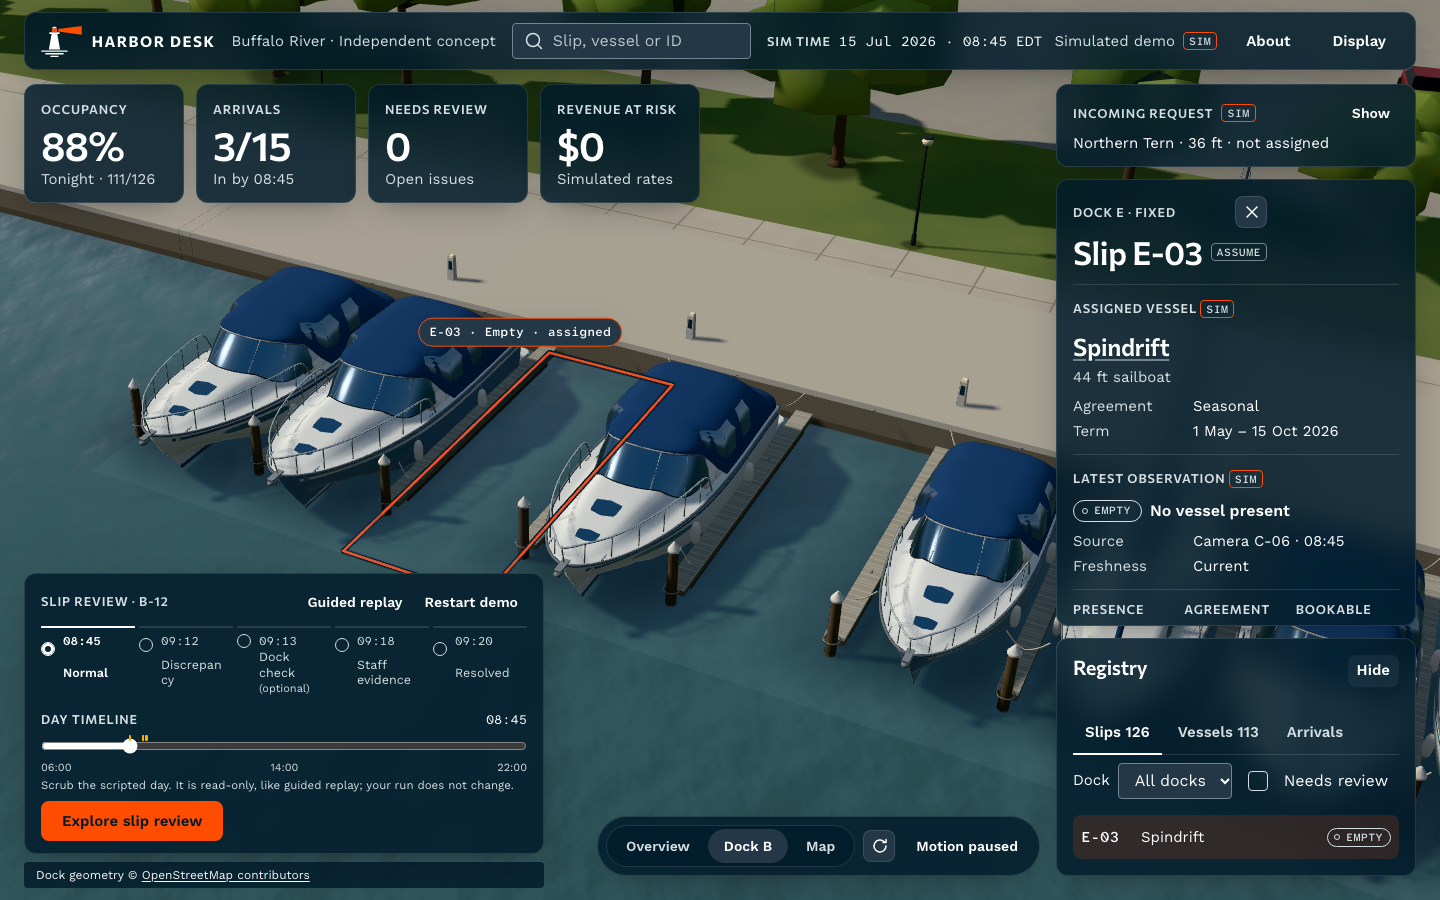 HARBOR DESK
Buffalo River · Independent concept
Slip, vessel or ID
SIM TIME 15 Jul 2026 · 08:45 EDT
Simulated demo SIM
About
Display
OCCUPANCY
88%
Tonight · 111/126
ARRIVALS
3/15
In by 08:45
NEEDS REVIEW
0
Open issues
REVENUE AT RISK
$0
Simulated rates
INCOMING REQUEST SIM
Show
Northern Tern · 36 ft · not assigned
DOCK E · FIXED
Slip E-03 ASSUME
ASSIGNED VESSEL SIM
Spindrift
44 ft sailboat
Agreement Seasonal
Term 1 May – 15 Oct 2026
LATEST OBSERVATION SIM
EMPTY No vessel present
Source Camera C-06 · 08:45
Freshness Current
PRESENCE AGREEMENT BOOKABLE
E-03 · Empty · assigned
SLIP REVIEW · B-12
Guided replay
Restart demo
08:45
Normal
09:12
Discrepan
cy
09:13
Dock
check
(optional)
09:18
Staff
evidence
09:20
Resolved
DAY TIMELINE 08:45
06:00 14:00 22:00
Scrub the scripted day. It is read-only, like guided replay; your run does not change.
Explore slip review
Dock geometry © OpenStreetMap contributors
Overview
Dock B
Map
Motion paused
Registry
Hide
Slips 126
Vessels 113
Arrivals
Dock All docks
Needs review
E-03 Spindrift EMPTY